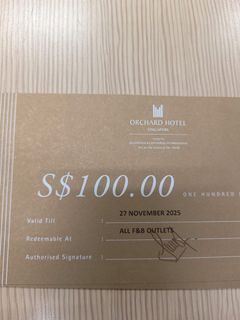 ORCHARD HOTEL
SINGAPORE
S$100.00 ONE HUNDRED
Valid Till : 27 NOVEMBER 2025
Redeemable At : ALL F&B OUTLETS
Authorised Signature :